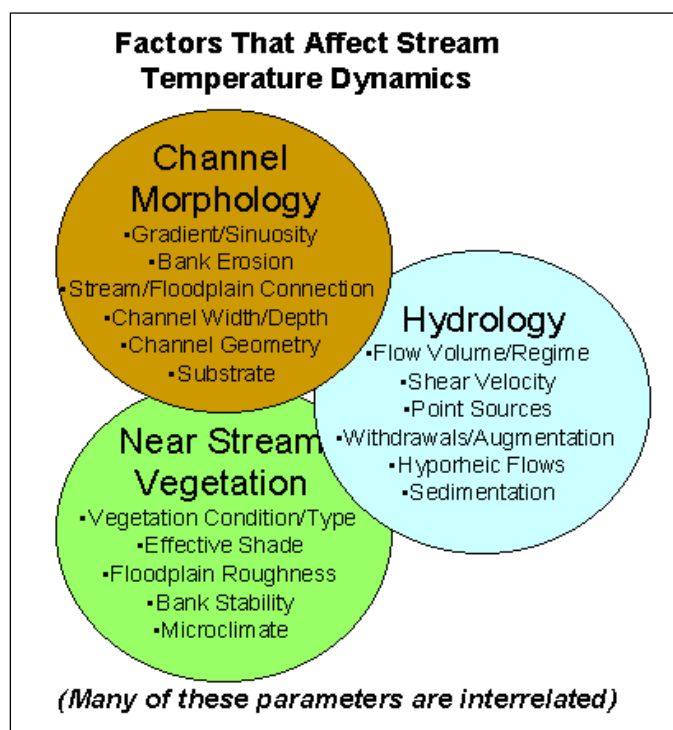 Factors That Affect Stream
Temperature Dynamics
Channel
Morphology
▪Gradient/Sinuosity
▪Bank Erosion
▪Stream/Floodplain Connection
▪Channel Width/Depth
▪Channel Geometry
▪Substrate
Hydrology
▪Flow Volume/Regime
▪Shear Velocity
▪Point Sources
▪Withdrawals/Augmentation
▪Hyporheic Flows
▪Sedimentation
Near Stream
Vegetation
▪Vegetation Condition/Type
▪Effective Shade
▪Floodplain Roughness
▪Bank Stability
▪Microclimate
(Many of these parameters are interrelated)